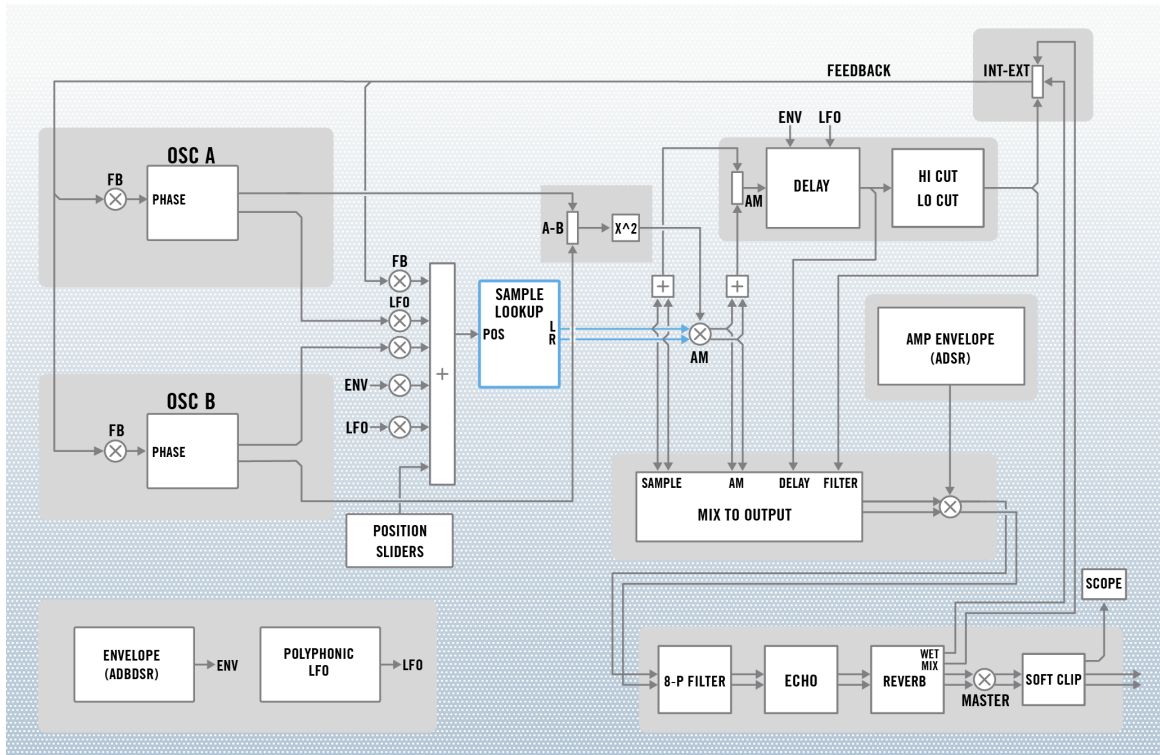 FEEDBACK
INT-EXT
ENV
LFO
OSC A
FB
PHASE
DELAY
HI CUT
LO CUT
AM
A-B
X^2
FB
LFO
+
+
SAMPLE
LOOKUP
POS
L
R
AM
+
ENV
LFO
AMP ENVELOPE
(ADSR)
OSC B
FB
PHASE
SAMPLE
AM
DELAY
FILTER
MIX TO OUTPUT
POSITION
SLIDERS
SCOPE
ENVELOPE
(ADBDSR)
ENV
POLYPHONIC
LFO
LFO
8-P FILTER
ECHO
WET
MIX
REVERB
MASTER
SOFT CLIP